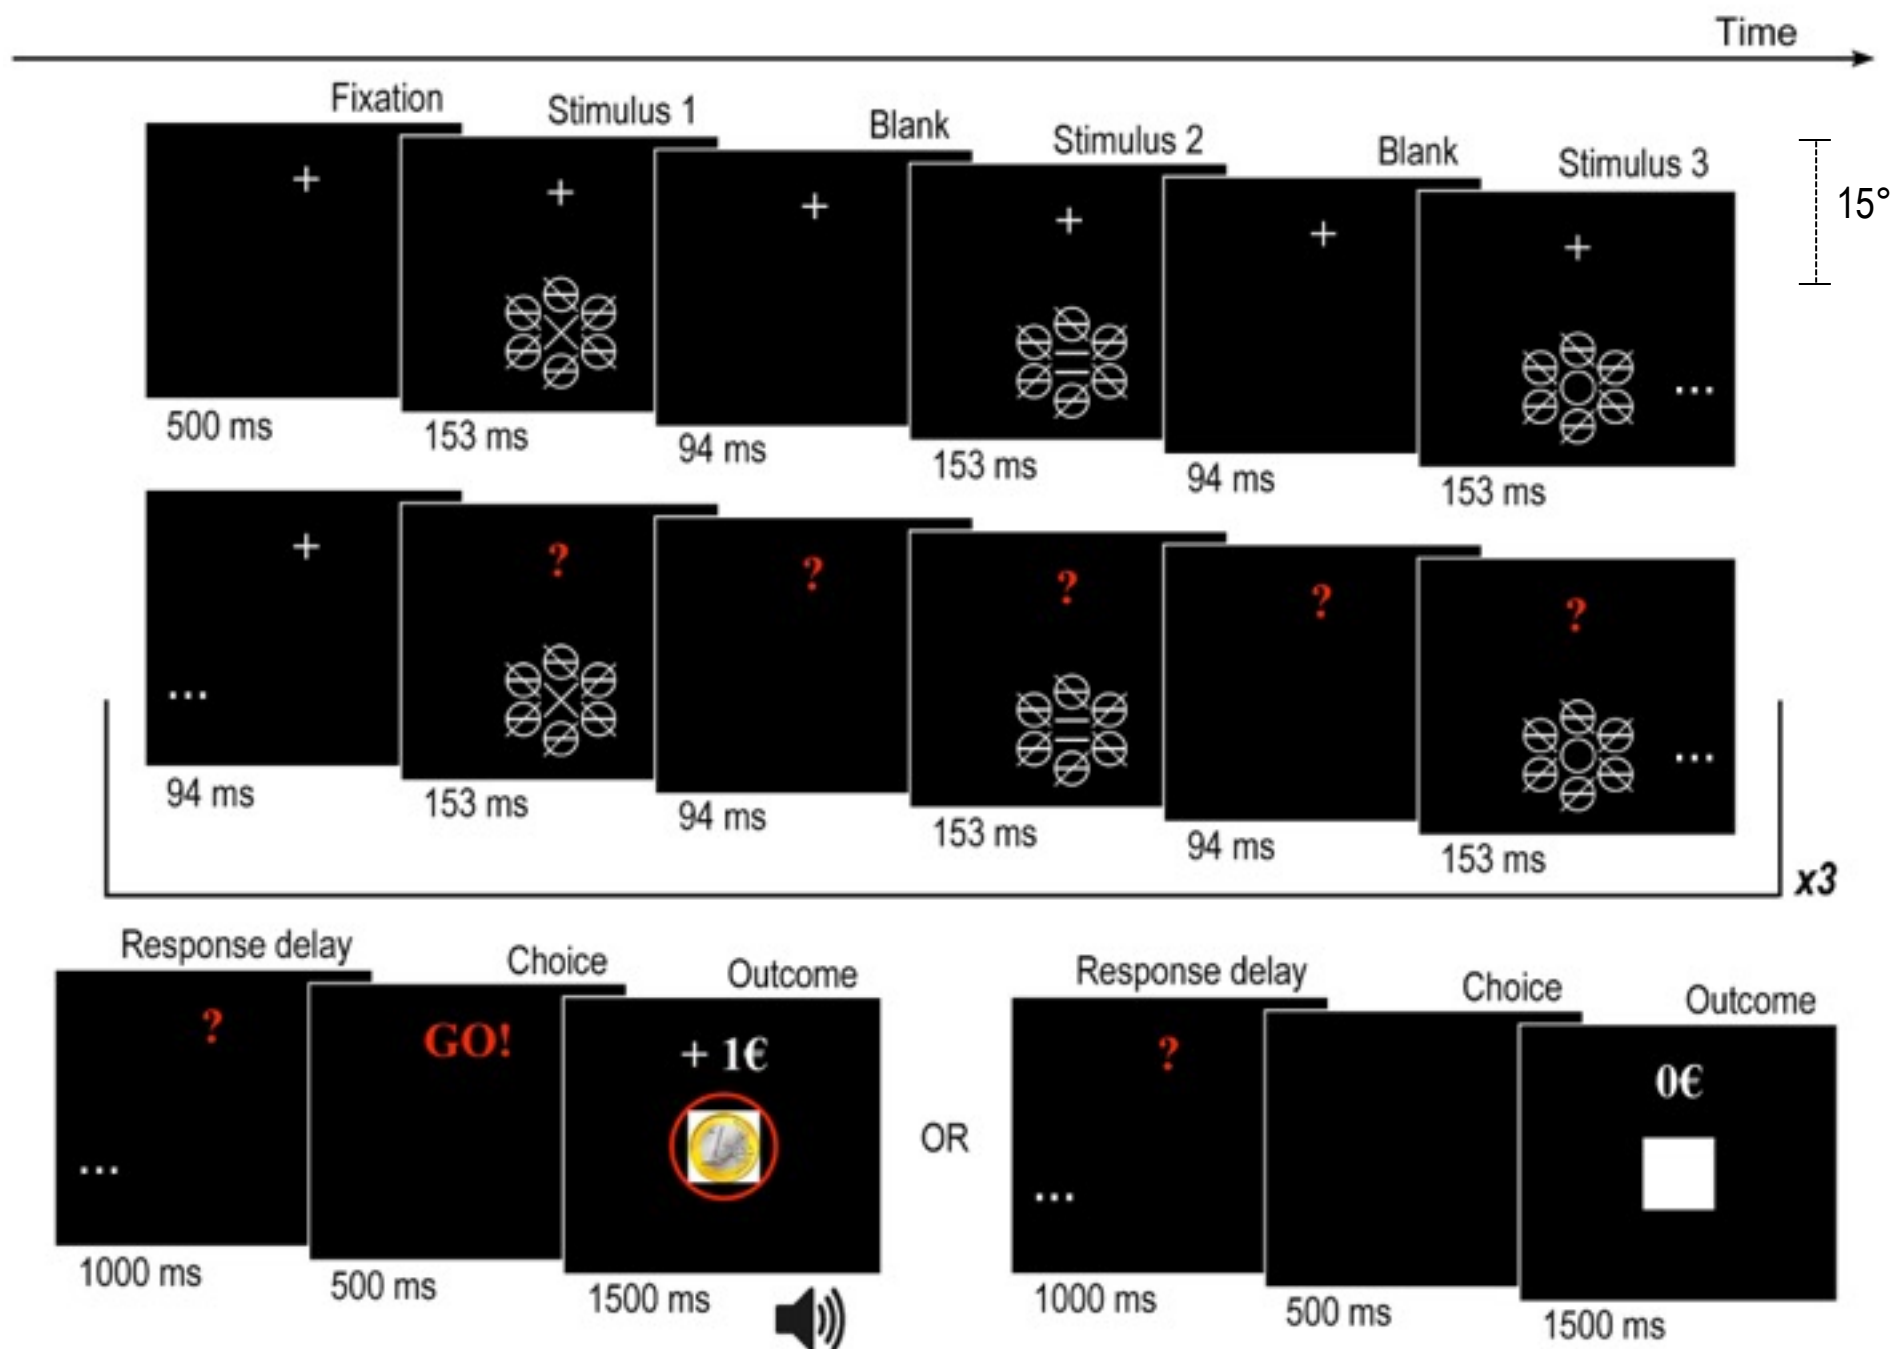 Time
Fixation
Stimulus 1
Blank
Stimulus 2
Blank
Stimulus 3
15°
+
+
+
+
+
+
...
500 ms
153 ms
94 ms
153 ms
94 ms
153 ms
+
?
?
?
?
?
...
...
94 ms
153 ms
94 ms
153 ms
94 ms
153 ms
x3
Response delay
Choice
Outcome
?
GO!
+ 1€
1
...
1000 ms
500 ms
1500 ms
OR
Response delay
Choice
Outcome
?
0€
...
1000 ms
500 ms
1500 ms